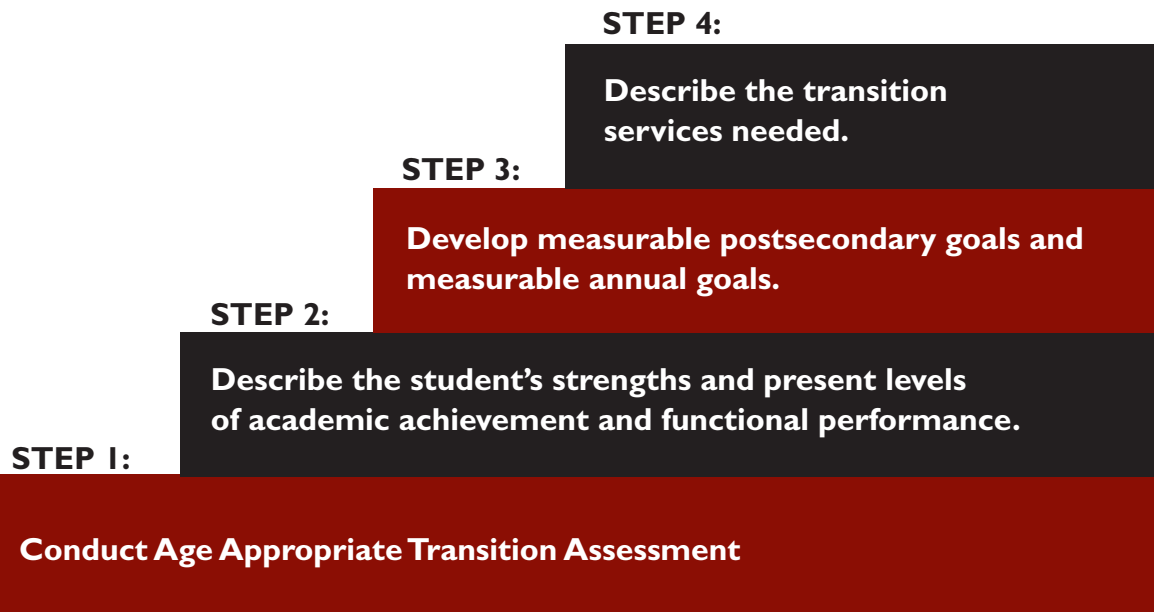 STEP 4:
Describe the transition
services needed.
STEP 3:
Develop measurable postsecondary goals and
measurable annual goals.
STEP 2:
Describe the student’s strengths and present levels
of academic achievement and functional performance.
STEP 1:
Conduct Age Appropriate Transition Assessment